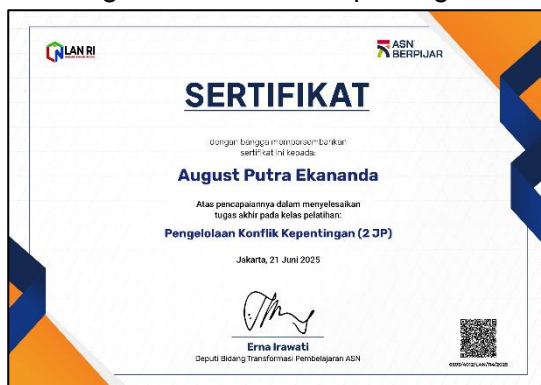 LAN RI
ASN
BERPIJAR
SERTIFIKAT
dengan bangga mempersembahkan
sertifikat ini kepada:
August Putra Ekananda
Atas pencapaiannya dalam menyelesaikan
tugas akhir pada kelas pelatihan:
Pengelolaan Konflik Kepentingan (2 JP)
Jakarta, 21 Juni 2025
Erna Irawati
Deputi Bidang Transformasi Pembelajaran ASN